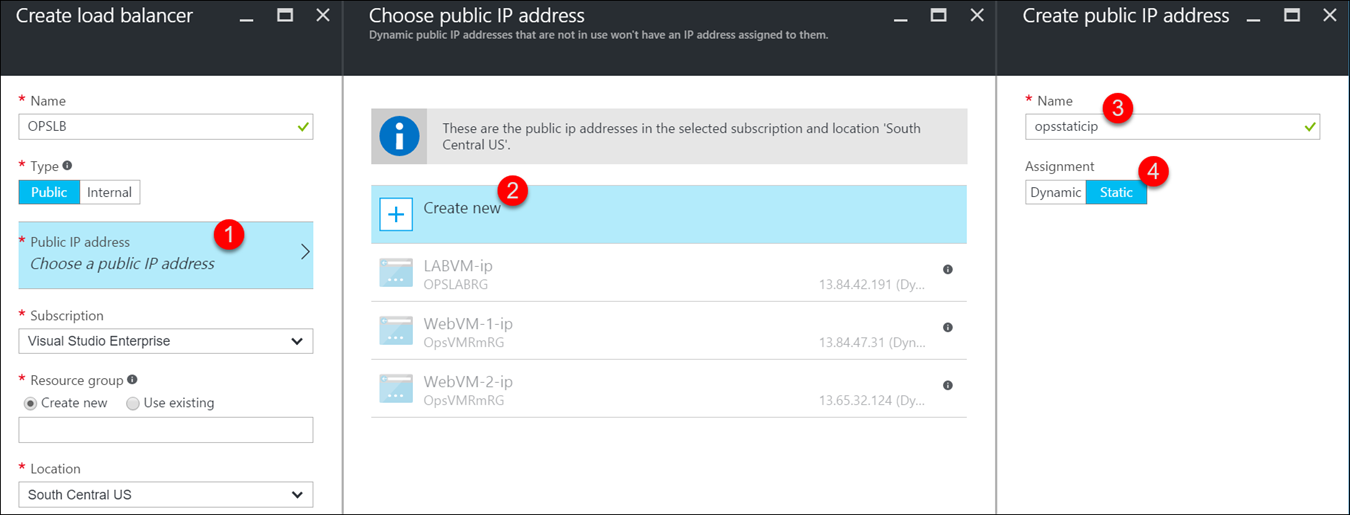 Create load balancer
* Name
OPSLB
* Type
Public Internal
1
* Public IP address
Choose a public IP address
* Subscription
Visual Studio Enterprise
* Resource group
Create new Use existing
* Location
South Central US
Choose public IP address
Dynamic public IP addresses that are not in use won't have an IP address assigned to them.
These are the public ip addresses in the selected subscription and location 'South
Central US'.
2
Create new
LABVM-ip
OPSLABRG 13.84.42.191 (Dy...
WebVM-1-ip
OpsVMRmRG 13.84.47.31 (Dyn...
WebVM-2-ip
OpsVMRmRG 13.65.32.124 (Dy...
Create public IP address
* Name 3
opsstaticip
Assignment 4
Dynamic Static